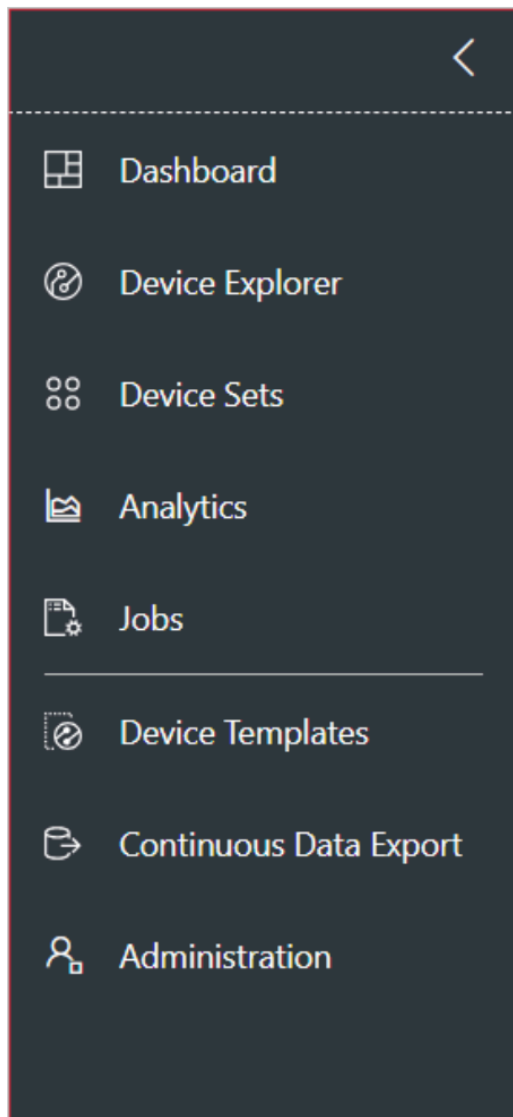 Dashboard
Device Explorer
Device Sets
Analytics
Jobs
Device Templates
Continuous Data Export
Administration